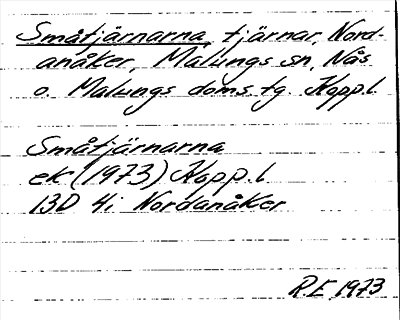 Småtjärnarna, tjärnar, Nord-
anåker, Malungs sn, Nås
o. Malungs doms.tg Kopp.l.
Småtjärnarna
ek (1973) Kopp.l.
13D 4i Nordanåker
R.E. 1973